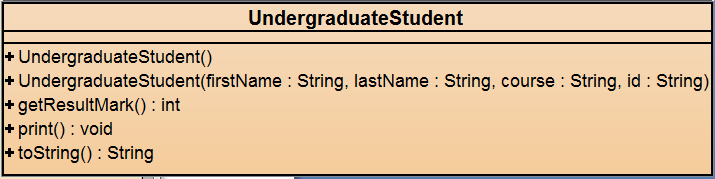 UndergraduateStudent
+ UndergraduateStudent()
+ UndergraduateStudent(firstName : String, lastName : String, course : String, id : String)
+ getResultMark() : int
+ print() : void
+ toString() : String